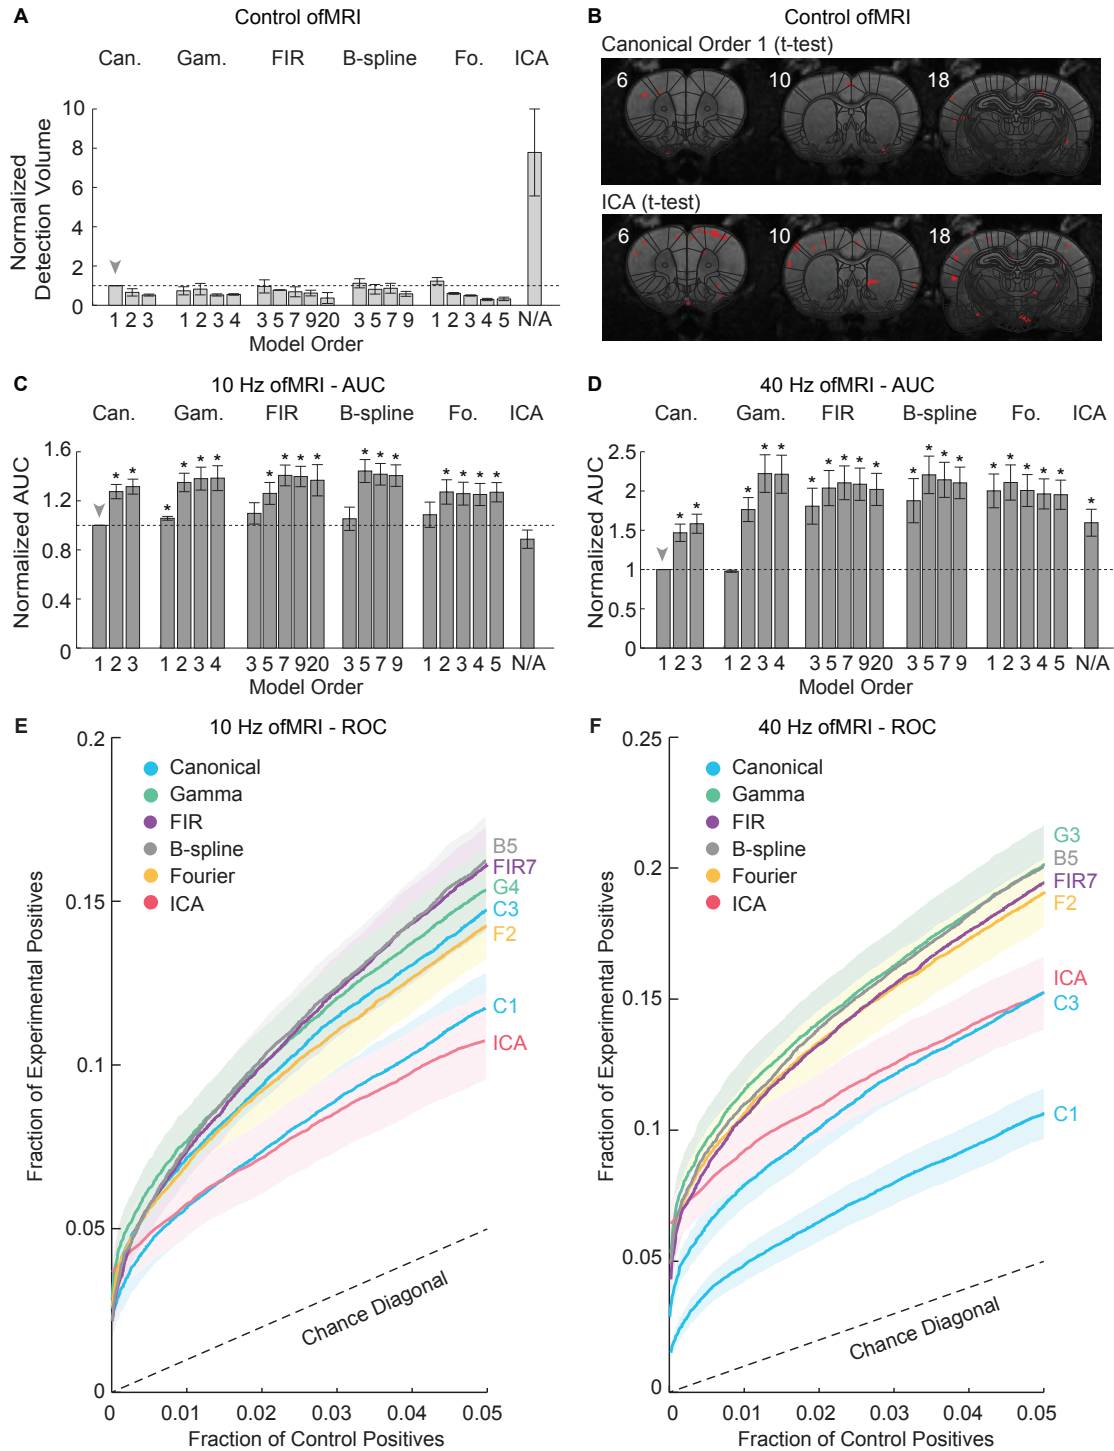 A
Control ofMRI
Can. Gam. FIR B-spline Fo. ICA
Normalized
Detection Volume
10
8
6
4
2
0
1 2 3 1 2 3 4 3 5 7 9 20 3 5 7 9 1 2 3 4 5 N/A
Model Order
B
Control ofMRI
Canonical Order 1 (t-test)
6 10 18
ICA (t-test)
6 10 18
C
10 Hz ofMRI - AUC
Can. Gam. FIR B-spline Fo. ICA
Normalized AUC
1.6
1.2
0.8
0.4
0
* * * * * * * * * * * * * * * *
1 2 3 1 2 3 4 3 5 7 9 20 3 5 7 9 1 2 3 4 5 N/A
Model Order
D
40 Hz ofMRI - AUC
Can. Gam. FIR B-spline Fo. ICA
Normalized AUC
2.5
2
1.5
1
0.5
0
* * * * * * * * * * * * * * * * * * *
1 2 3 1 2 3 4 3 5 7 9 20 3 5 7 9 1 2 3 4 5 N/A
Model Order
E
10 Hz ofMRI - ROC
Fraction of Experimental Positives
0.2
0.15
0.1
0.05
0
Canonical
Gamma
FIR
B-spline
Fourier
ICA
B5
FIR7
G4
C3
F2
C1
ICA
Chance Diagonal
0 0.01 0.02 0.03 0.04 0.05
Fraction of Control Positives
F
40 Hz ofMRI - ROC
Fraction of Experimental Positives
0.25
0.2
0.15
0.1
0.05
0
Canonical
Gamma
FIR
B-spline
Fourier
ICA
G3
B5
FIR7
F2
ICA
C3
C1
Chance Diagonal
0 0.01 0.02 0.03 0.04 0.05
Fraction of Control Positives